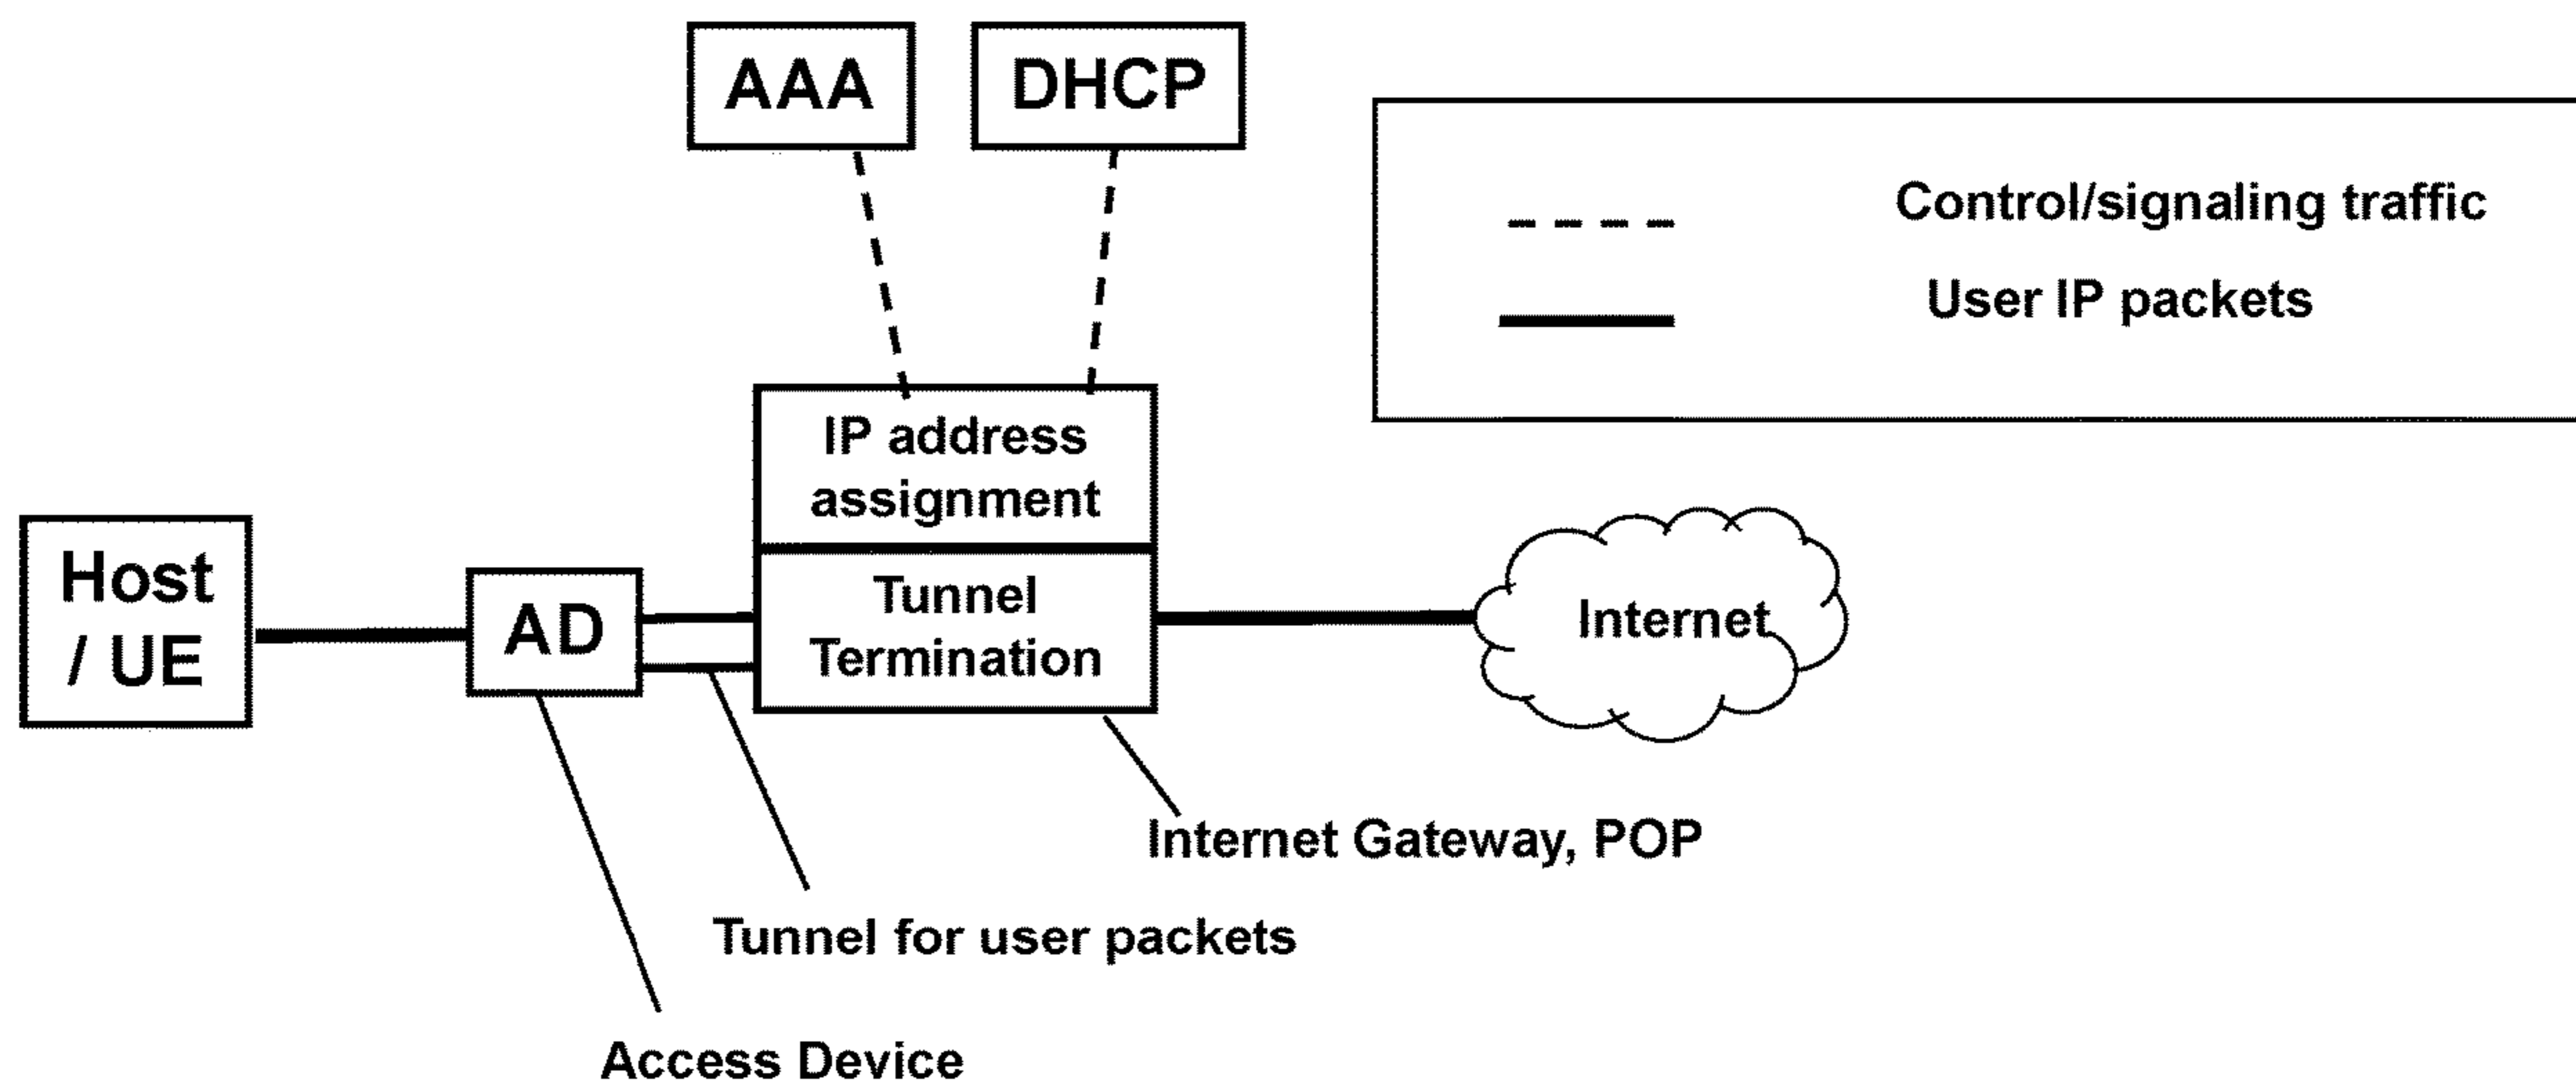 AAA
DHCP
Control/signaling traffic
User IP packets
IP address
assignment
Host
/ UE
AD
Tunnel
Termination
Internet
Internet Gateway, POP
Tunnel for user packets
Access Device